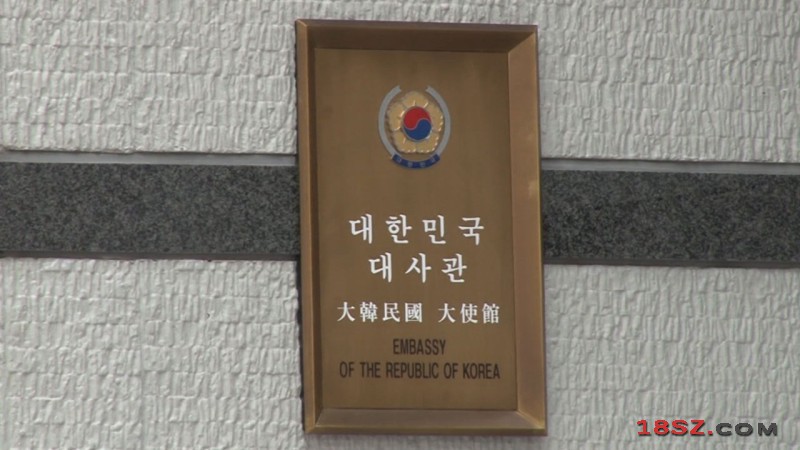 대한민국
대사관
大韓民國 大使館
EMBASSY
OF THE REPUBLIC OF KOREA
18SZ.COM